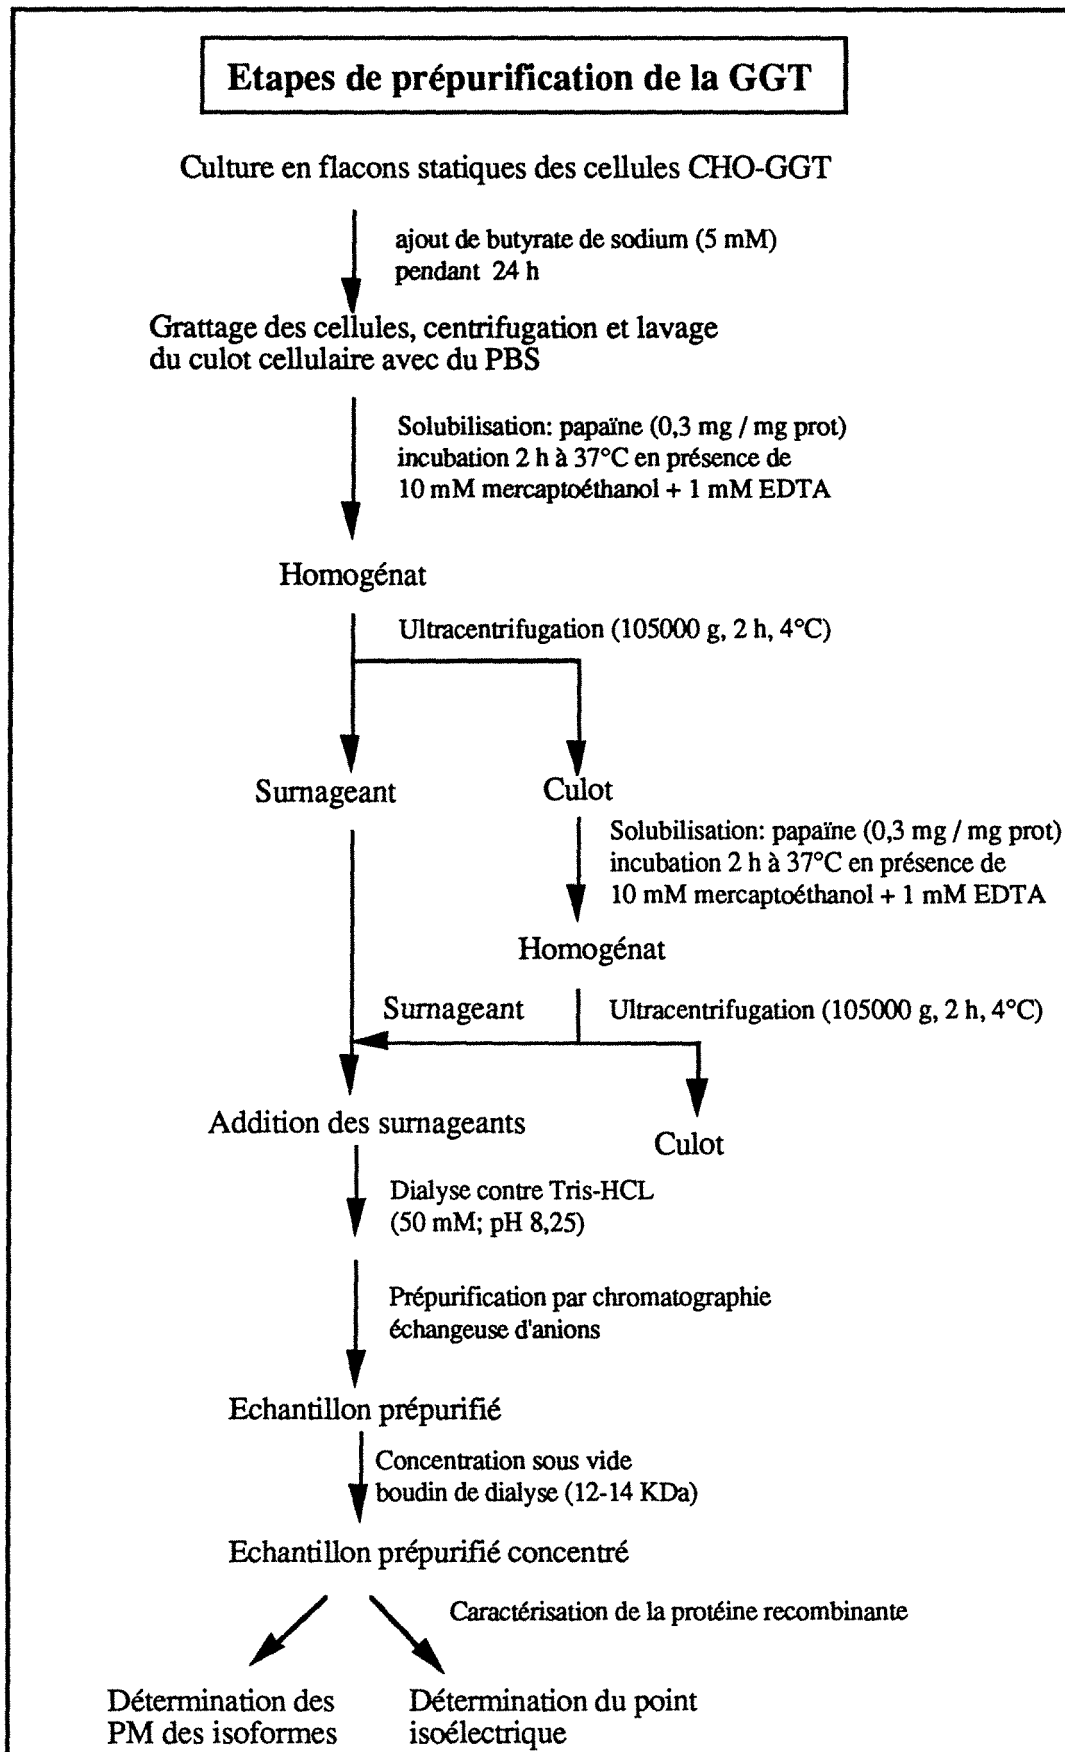 Etapes de prépurification de la GGT
Culture en flacons statiques des cellules CHO-GGT
ajout de butyrate de sodium (5 mM)
pendant 24 h
Grattage des cellules, centrifugation et lavage
du culot cellulaire avec du PBS
Solubilisation: papaïne (0,3 mg / mg prot)
incubation 2 h à 37°C en présence de
10 mM mercaptoéthanol + 1 mM EDTA
Homogénat
Ultracentrifugation (105000 g, 2 h, 4°C)
Surnageant
Culot
Solubilisation: papaïne (0,3 mg / mg prot)
incubation 2 h à 37°C en présence de
10 mM mercaptoéthanol + 1 mM EDTA
Homogénat
Surnageant
Ultracentrifugation (105000 g, 2 h, 4°C)
Addition des surnageants
Culot
Dialyse contre Tris-HCL
(50 mM; pH 8,25)
Prépurification par chromatographie
échangeuse d'anions
Echantillon prépurifié
Concentration sous vide
boudin de dialyse (12-14 KDa)
Echantillon prépurifié concentré
Caractérisation de la protéine recombinante
Détermination des
PM des isoformes
Détermination du point
isoélectrique